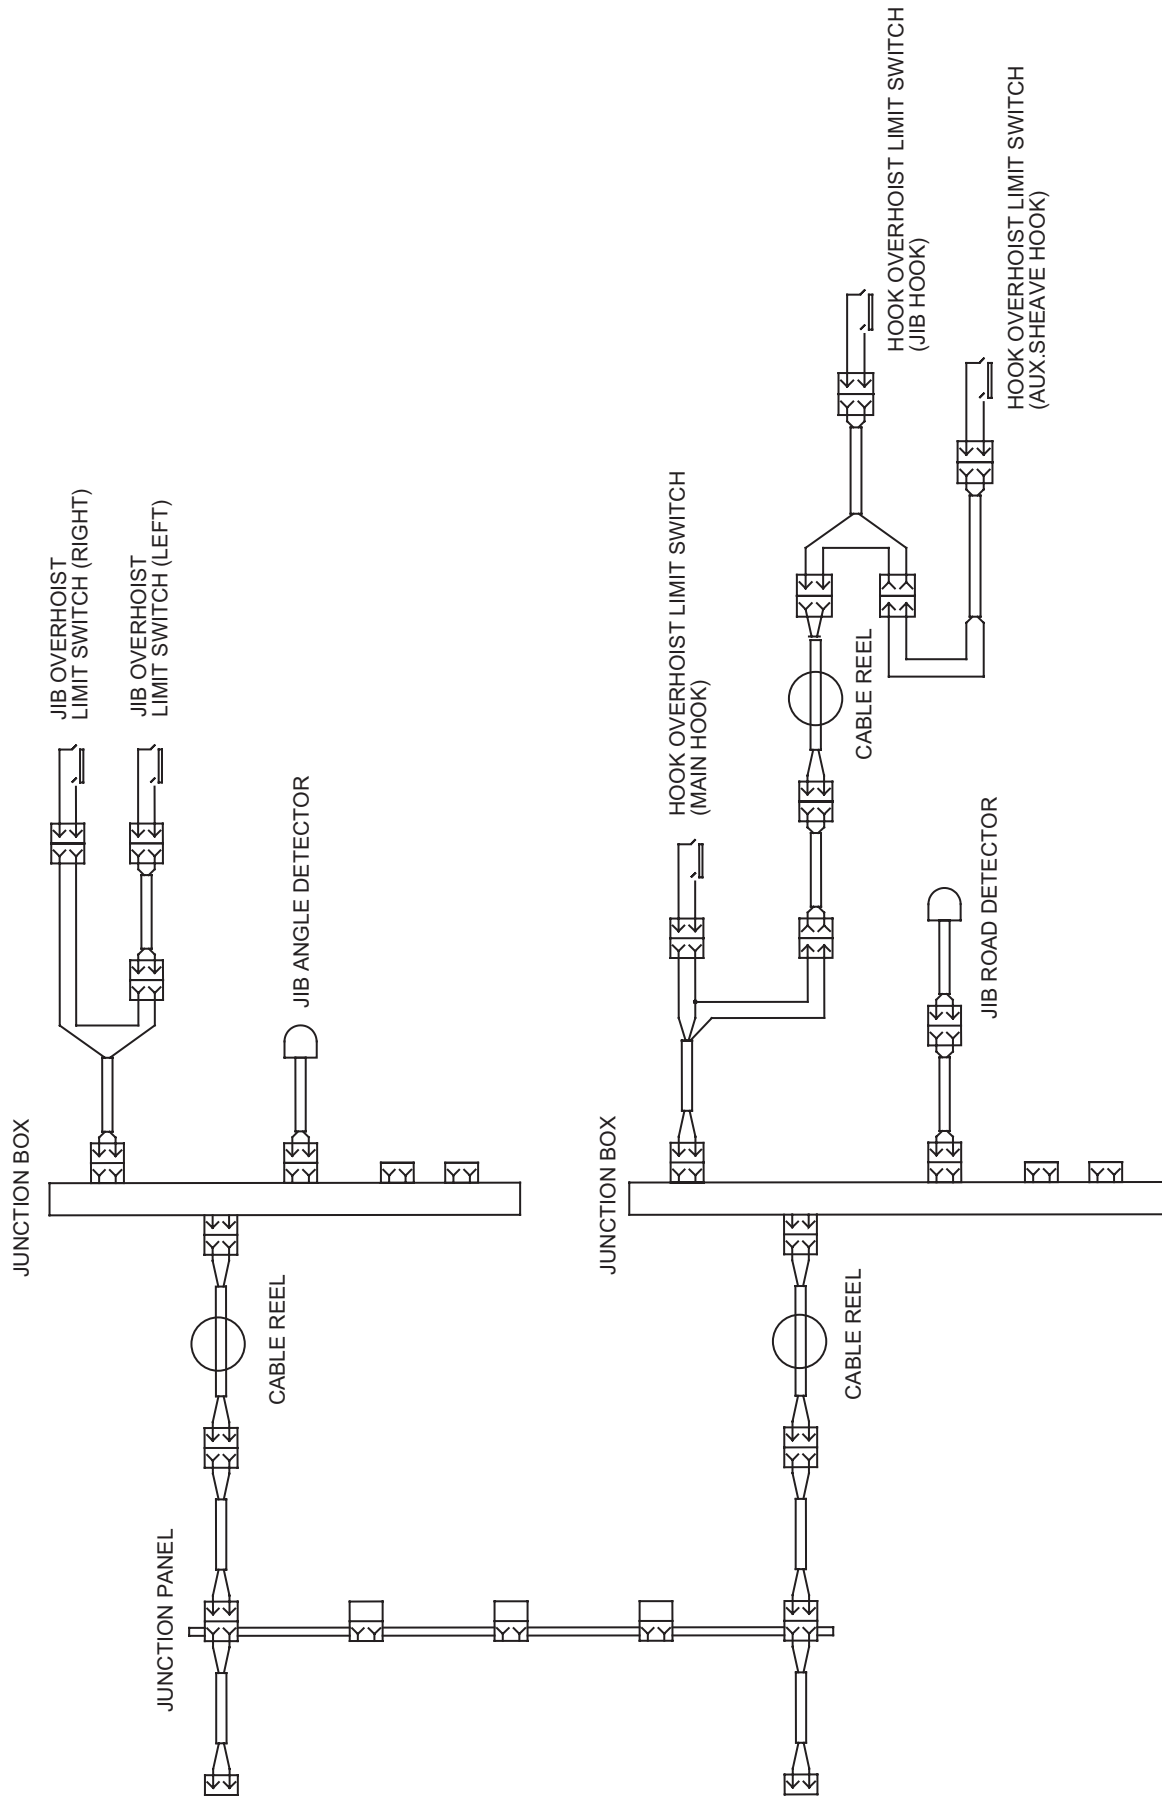 JUNCTION PANEL
CABLE REEL
JUNCTION BOX
JIB OVERHOIST
LIMIT SWITCH (RIGHT)
JIB OVERHOIST
LIMIT SWITCH (LEFT)
JIB ANGLE DETECTOR
CABLE REEL
JUNCTION BOX
HOOK OVERHOIST LIMIT SWITCH
(MAIN HOOK)
CABLE REEL
HOOK OVERHOIST LIMIT SWITCH
(JIB HOOK)
HOOK OVERHOIST LIMIT SWITCH
(AUX.SHEAVE HOOK)
JIB ROAD DETECTOR